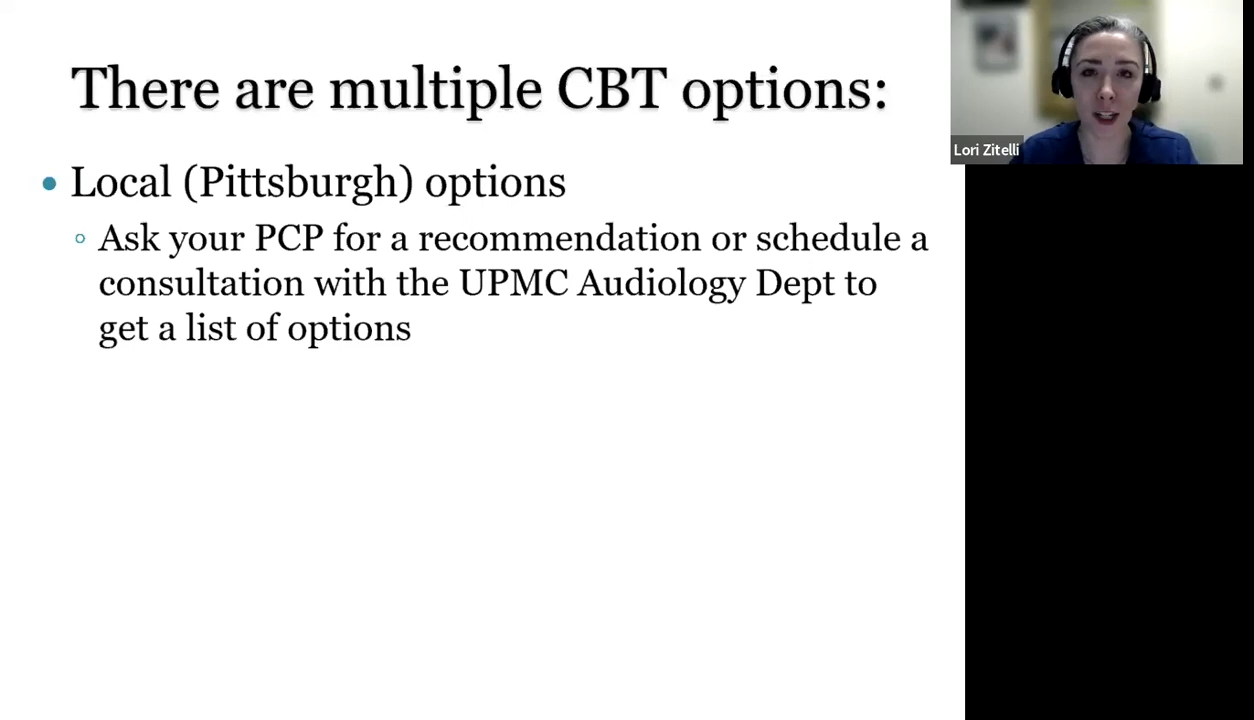 There are multiple CBT options:
Lori Zitelli
• Local (Pittsburgh) options
◦ Ask your PCP for a recommendation or schedule a
consultation with the UPMC Audiology Dept to
get a list of options